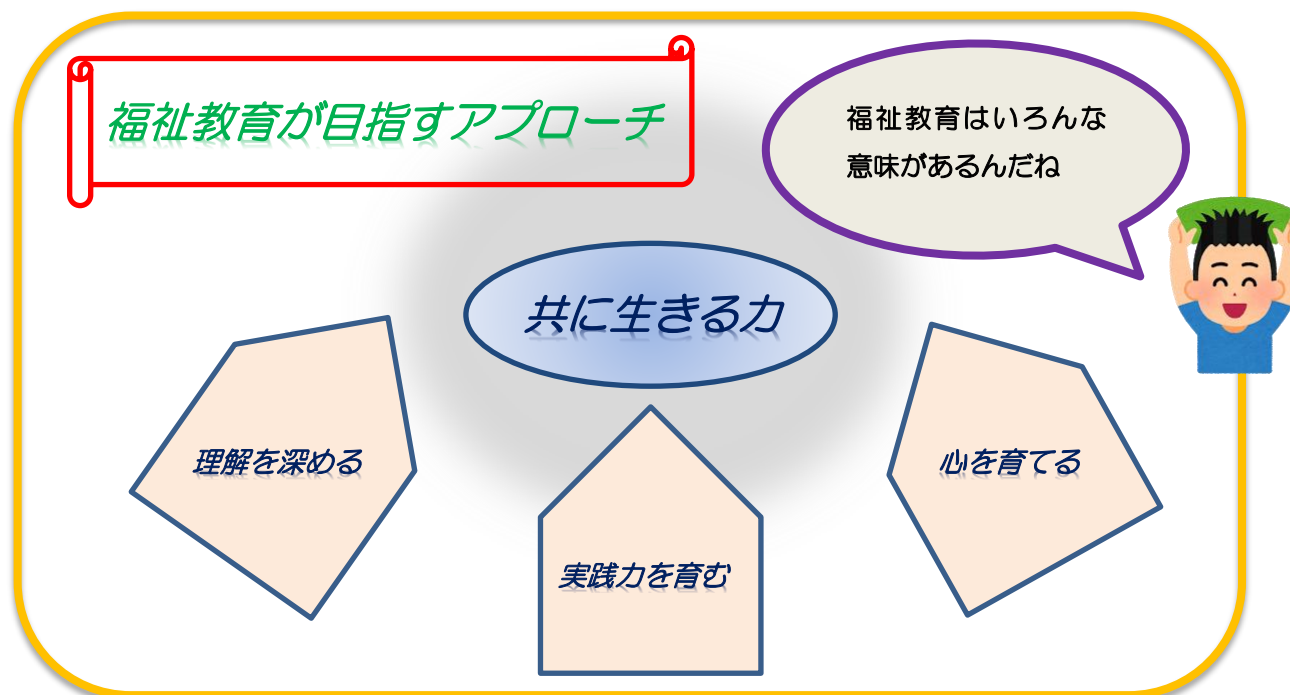 福祉教育が目指すアプローチ
福祉教育はいろんな
意味があるんだね
共に生きる力
理解を深める
実践力を育む
心を育てる